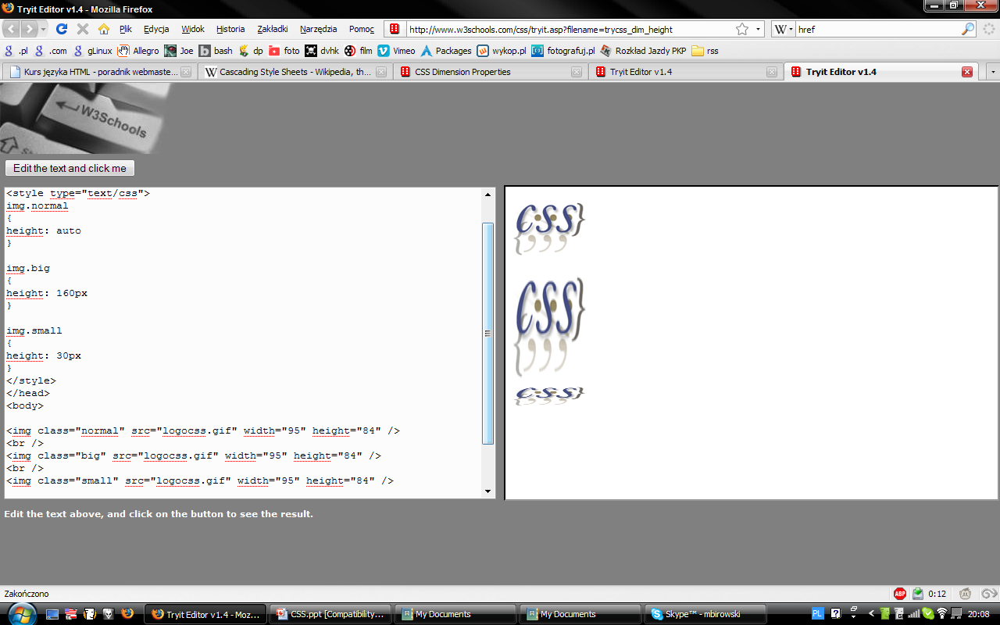 Tryit Editor v1.4 - Mozilla Firefox
Plik Edycja Widok Historia Zakładki Narzędzia Pomoc http://www.w3schools.com/css/tryit.asp?filename=trycss_dim_height W href
.pl .com gLinux Allegro Joe bash dp foto dvhk film Vimeo Packages wykop.pl fotografuj.pl Rozkład Jazdy PKP rss
Kurs języka HTML - poradnik webmaste... Cascading Style Sheets - Wikipedia, th... CSS Dimension Properties Tryit Editor v1.4 Tryit Editor v1.4
W3Schools
Edit the text and click me
<style type="text/css">
img.normal
{
height: auto
}
img.big
{
height: 160px
}
img.small
{
height: 30px
}
</style>
</head>
<body>
<img class="normal" src="logocss.gif" width="95" height="84" />
<br />
<img class="big" src="logocss.gif" width="95" height="84" />
<br />
<img class="small" src="logocss.gif" width="95" height="84" />
CSS}
{;;;
CSS}
{;;;
CSS}
{;;;
Edit the text above, and click on the button to see the result.
Zakończono ABP 0:12
Tryit Editor v1.4 - Moz... CSS.ppt [Compatibility... My Documents My Documents Skype™ - mbirowski PL 20:08